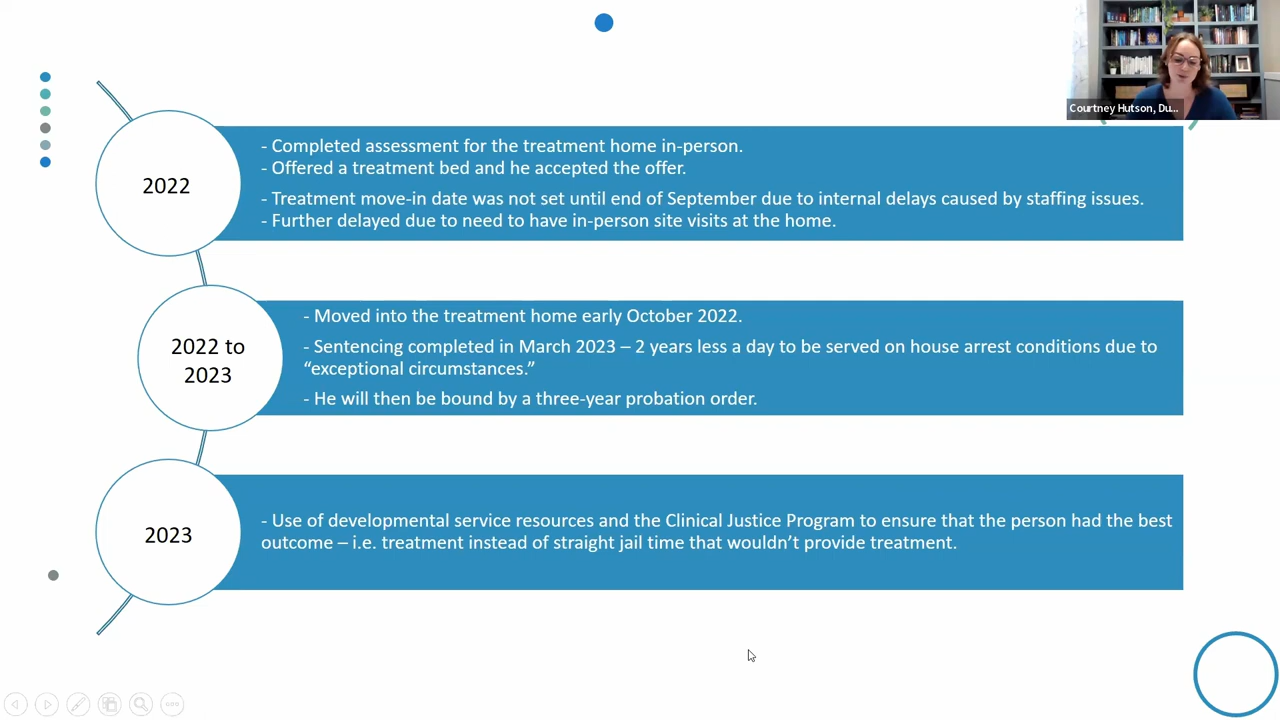 Courtney Hutson, Du...
2022
- Completed assessment for the treatment home in-person.
- Offered a treatment bed and he accepted the offer.
- Treatment move-in date was not set until end of September due to internal delays caused by staffing issues.
- Further delayed due to need to have in-person site visits at the home.
2022 to
2023
- Moved into the treatment home early October 2022.
- Sentencing completed in March 2023 – 2 years less a day to be served on house arrest conditions due to
“exceptional circumstances.”
- He will then be bound by a three-year probation order.
2023
- Use of developmental service resources and the Clinical Justice Program to ensure that the person had the best
outcome – i.e. treatment instead of straight jail time that wouldn’t provide treatment.